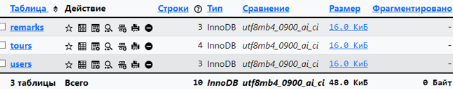 Таблица Действие Строки Тип Сравнение Размер Фрагментировано
remarks 3 InnoDB utf8mb4_0900_ai_ci 16.0 КиБ -
tours 4 InnoDB utf8mb4_0900_ai_ci 16.0 КиБ -
users 3 InnoDB utf8mb4_0900_ai_ci 16.0 КиБ -
3 таблицы Всего 10 InnoDB utf8mb4_0900_ai_ci 48.0 КиБ 0 Байт